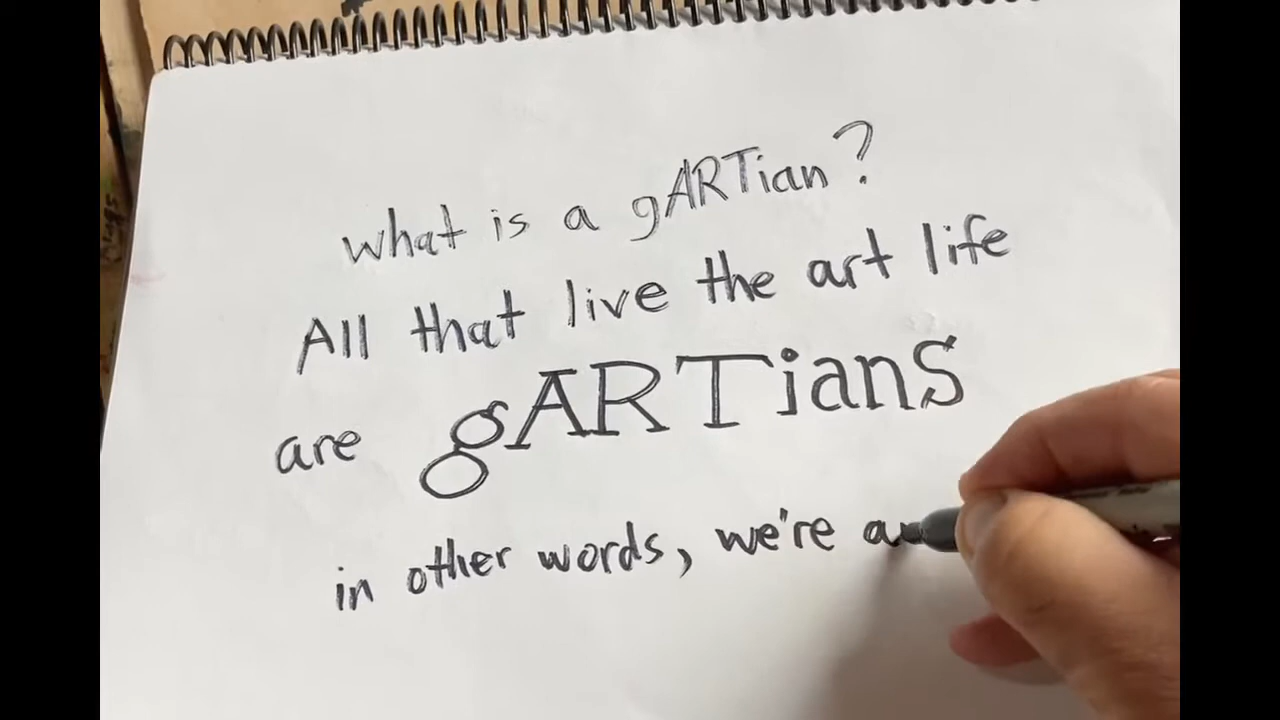 what is a gARTian?
All that live the art life
are gARTians
in other words, we're